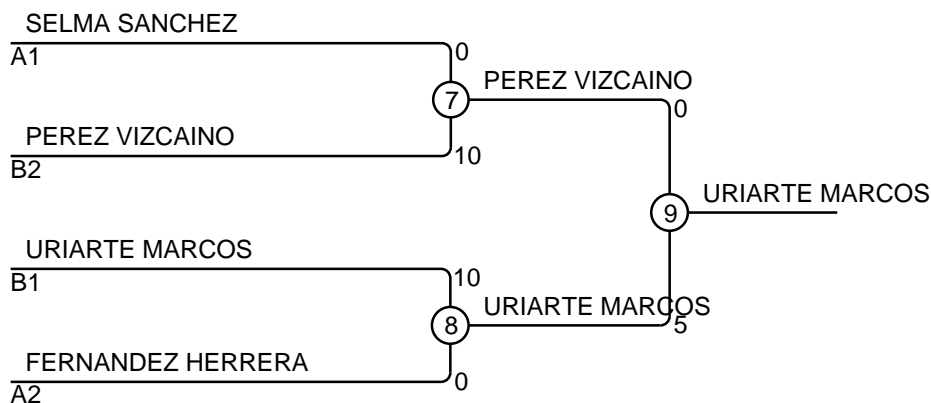 SELMA SANCHEZ
A1
0
7
PEREZ VIZCAINO
0
PEREZ VIZCAINO
B2
10
9
URIARTE MARCOS
URIARTE MARCOS
B1
10
8
URIARTE MARCOS
5
FERNANDEZ HERRERA
A2
0